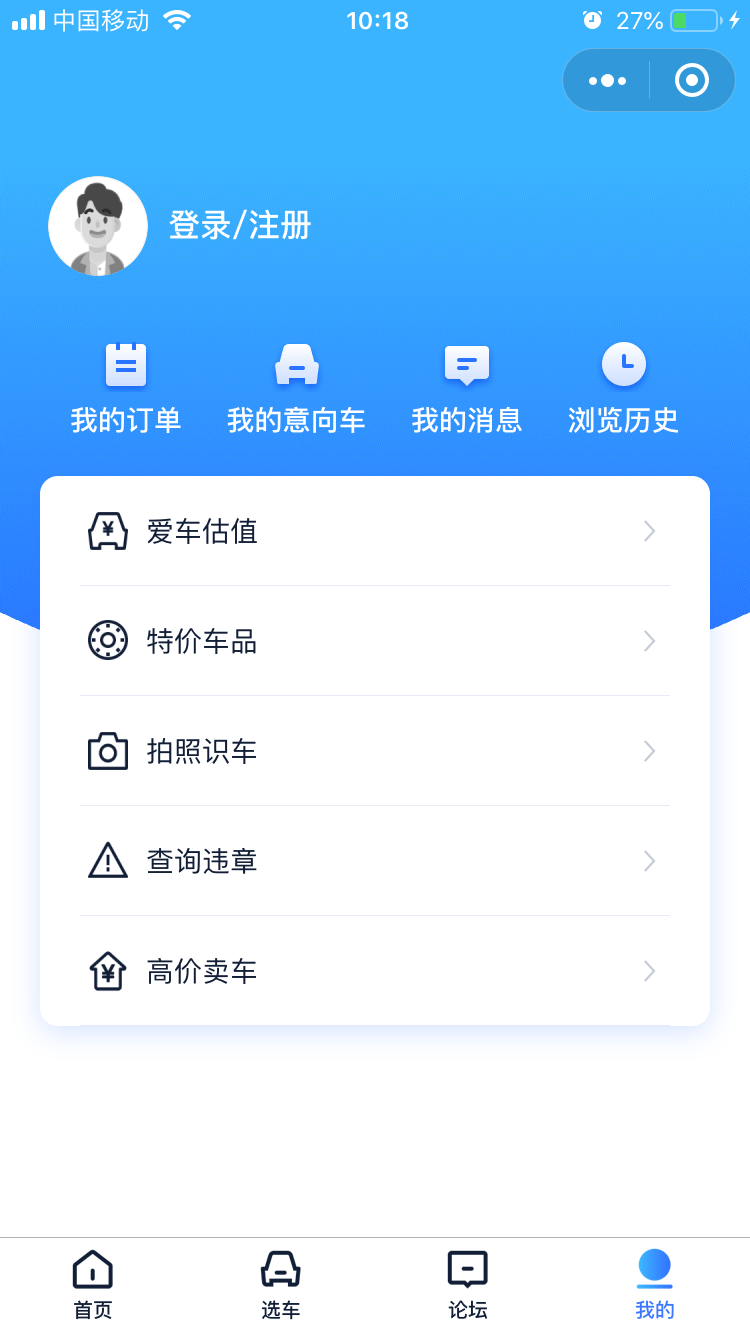 中国移动 10:18 27%
登录/注册
我的订单 我的意向车 我的消息 浏览历史
爱车估值
特价车品
拍照识车
查询违章
高价卖车
首页 选车 论坛 我的